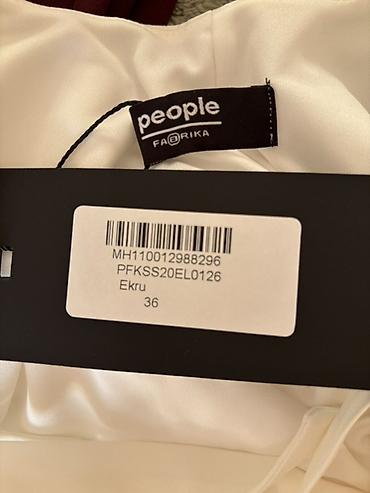 people
FABRIKA
MH110012988296
PFKSS20EL0126
Ekru
36